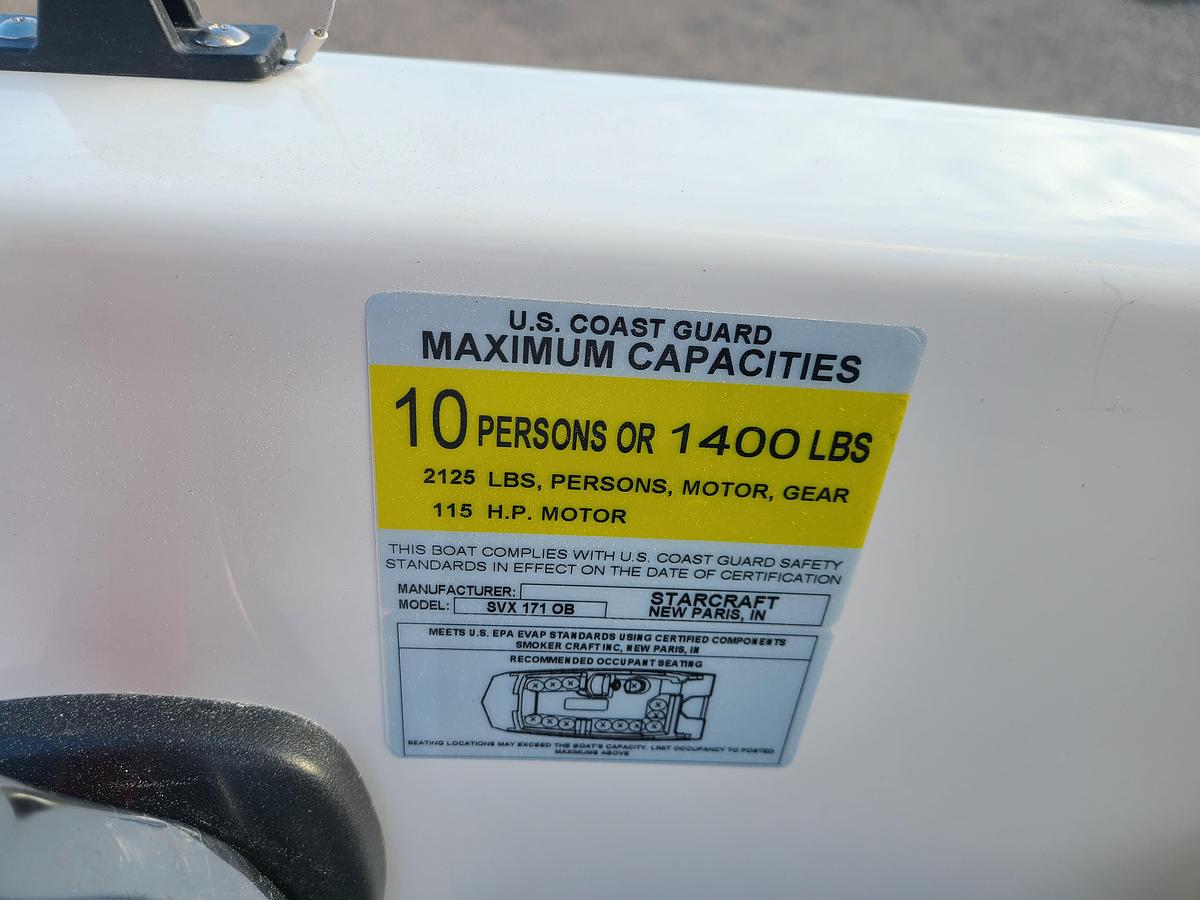 U.S. COAST GUARD
MAXIMUM CAPACITIES
10 PERSONS OR 1400 LBS
2125 LBS, PERSONS, MOTOR, GEAR
115 H.P. MOTOR
THIS BOAT COMPLIES WITH U.S. COAST GUARD SAFETY
STANDARDS IN EFFECT ON THE DATE OF CERTIFICATION
MANUFACTURER: STARCRAFT
MODEL: SVX 171 OB NEW PARIS, IN
MEETS U.S. EPA EVAP STANDARDS USING CERTIFIED COMPONENTS
SMOKER CRAFT INC, NEW PARIS, IN
RECOMMENDED OCCUPANT SEATING
SEATING LOCATIONS MAY EXCEED THE BOAT'S CAPACITY. LIMIT OCCUPANCY TO POSTED
MAXIMUMS ABOVE